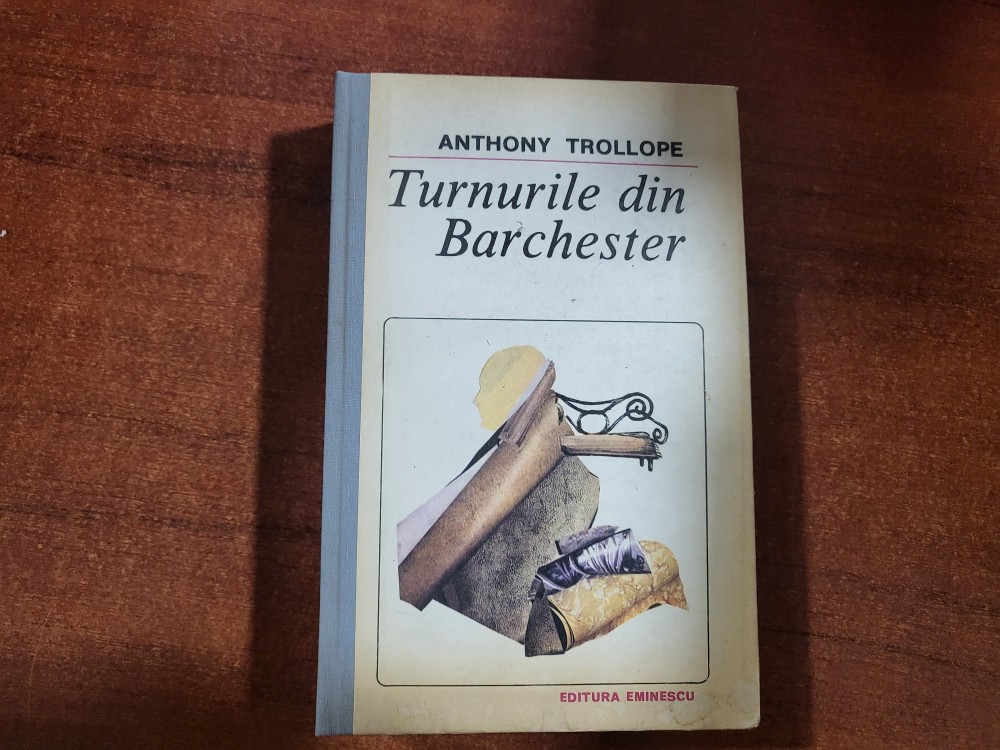 ANTHONY TROLLOPE
Turnurile din
Barchester
EDITURA EMINESCU